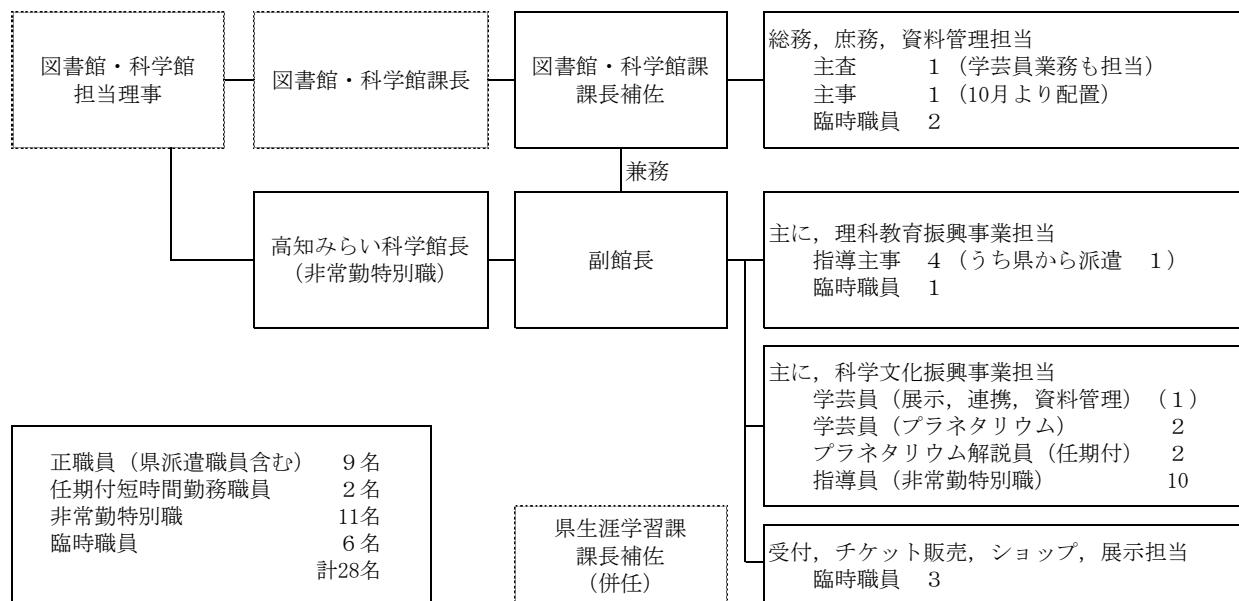 図書館・科学館
担当理事
図書館・科学館課長
図書館・科学館課
課長補佐
総務，庶務，資料管理担当
主査　　　１（学芸員業務も担当）
主事　　　１（10月より配置）
臨時職員　２
兼務
高知みらい科学館長
（非常勤特別職）
副館長
主に，理科教育振興事業担当
指導主事　４（うち県から派遣　１）
臨時職員　１
主に，科学文化振興事業担当
学芸員（展示，連携，資料管理）（１）
学芸員（プラネタリウム）　２
プラネタリウム解説員（任期付）　２
指導員（非常勤特別職）　10
正職員（県派遣職員含む）　９名
任期付短時間勤務職員　２名
非常勤特別職　11名
臨時職員　６名
計28名
県生涯学習課
課長補佐
（併任）
受付，チケット販売，ショップ，展示担当
臨時職員　３